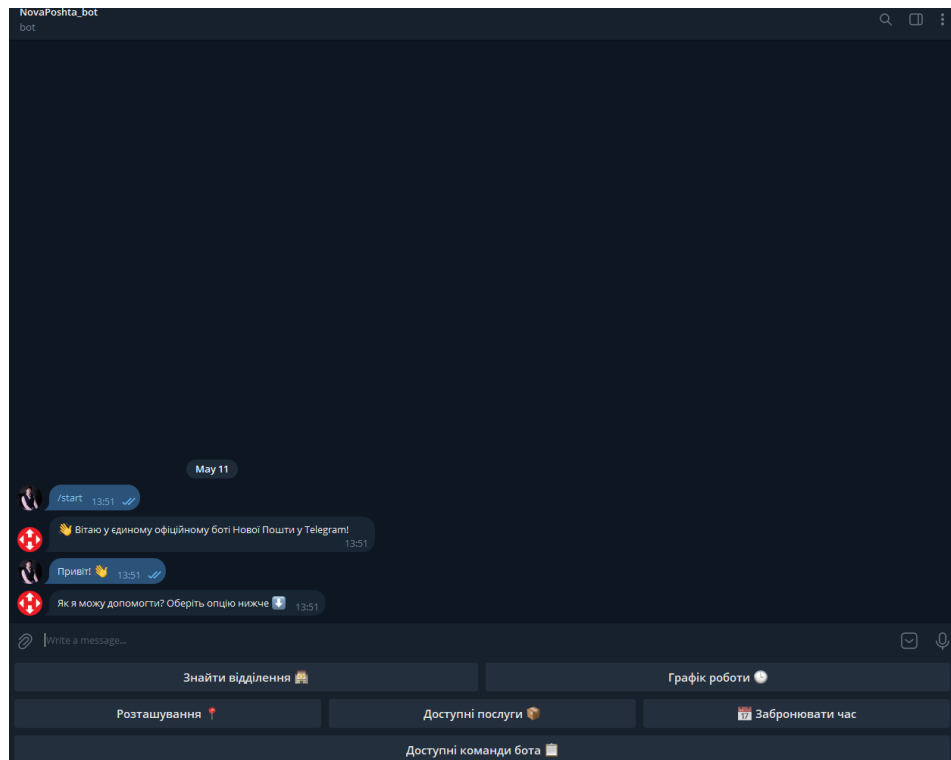 NovaPoshta_bot
bot
May 11
/start 13:51
👋 Вітаю у єдиному офіційному боті Нової Пошти у Telegram!
13:51
Привіт! 👋 13:51
Як я можу допомогти? Оберіть опцію нижче ⬇️ 13:51
Write a message...
Знайти відділення 🏤 Графік роботи 🕒
Розташування 📍 Доступні послуги 📦 📅 Забронювати час
Доступні команди бота 📋